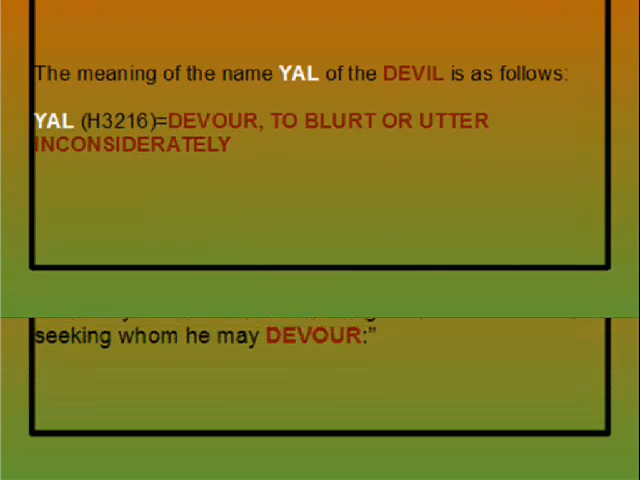 The meaning of the name YAL of the DEVIL is as follows:
YAL (H3216)=DEVOUR, TO BLURT OR UTTER
INCONSIDERATELY
seeking whom he may DEVOUR:”